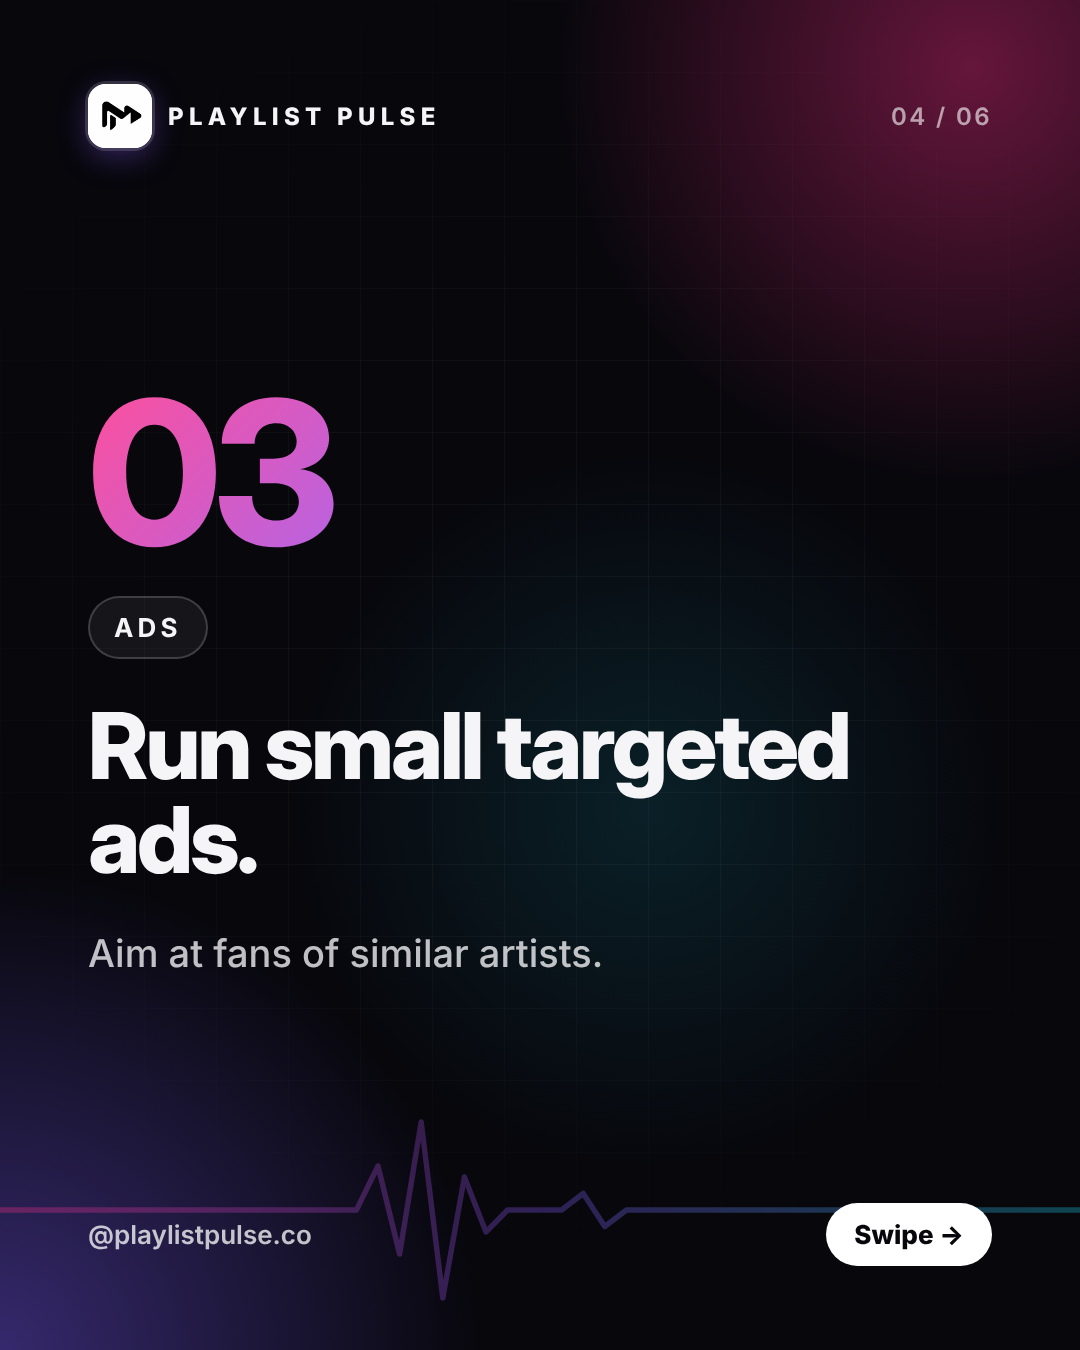 PLAYLIST PULSE
04 / 06
03
ADS
Run small targeted
ads.
Aim at fans of similar artists.
@playlistpulse.co
Swipe →